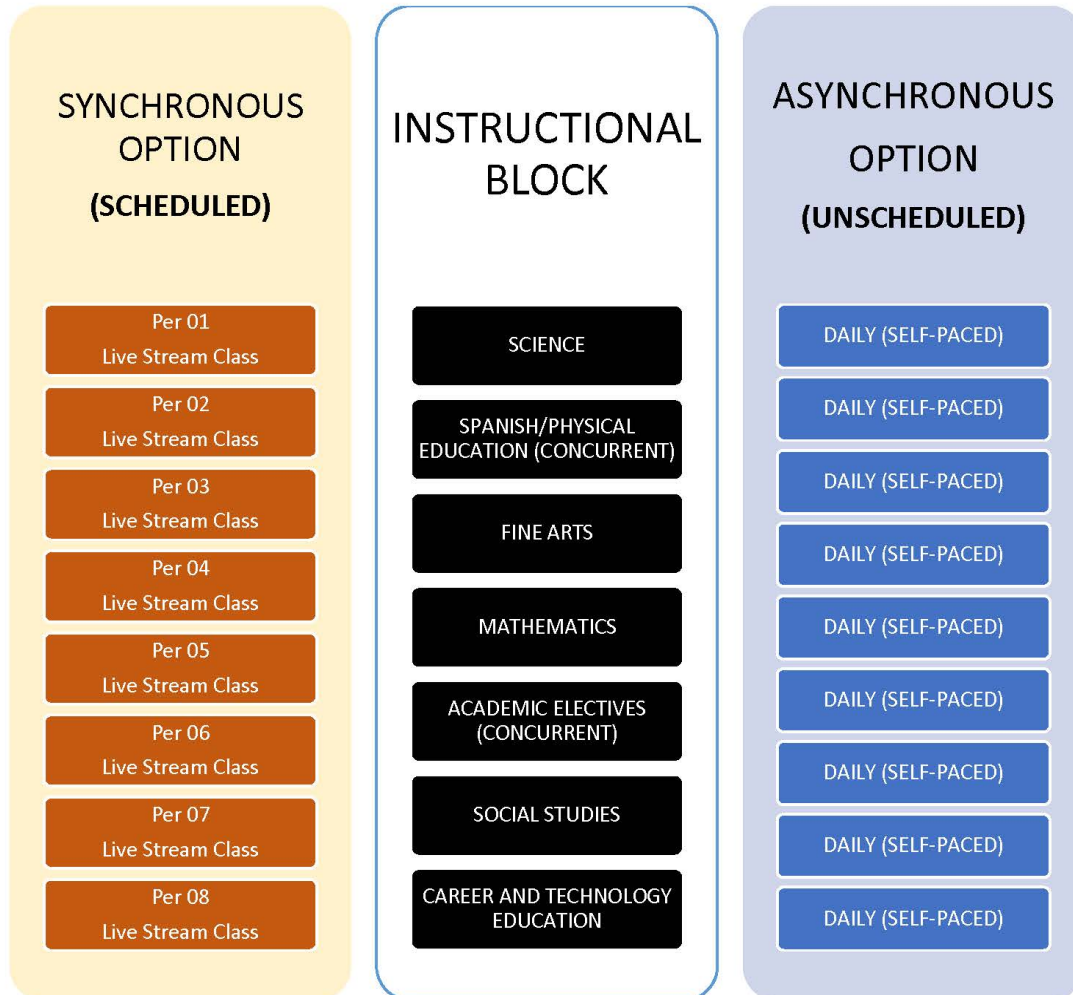 SYNCHRONOUS
OPTION
(SCHEDULED)
Per 01
Live Stream Class
Per 02
Live Stream Class
Per 03
Live Stream Class
Per 04
Live Stream Class
Per 05
Live Stream Class
Per 06
Live Stream Class
Per 07
Live Stream Class
Per 08
Live Stream Class
INSTRUCTIONAL
BLOCK
SCIENCE
SPANISH/PHYSICAL
EDUCATION (CONCURRENT)
FINE ARTS
MATHEMATICS
ACADEMIC ELECTIVES
(CONCURRENT)
SOCIAL STUDIES
CAREER AND TECHNOLOGY
EDUCATION
ASYNCHRONOUS
OPTION
(UNSCHEDULED)
DAILY (SELF-PACED)
DAILY (SELF-PACED)
DAILY (SELF-PACED)
DAILY (SELF-PACED)
DAILY (SELF-PACED)
DAILY (SELF-PACED)
DAILY (SELF-PACED)
DAILY (SELF-PACED)
DAILY (SELF-PACED)